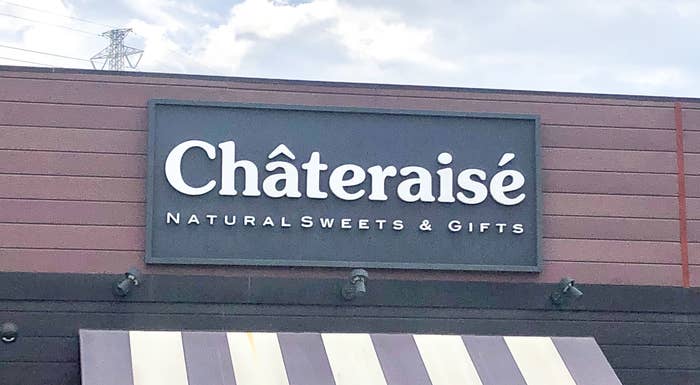 Châteraisé
NATURAL SWEETS & GIFTS